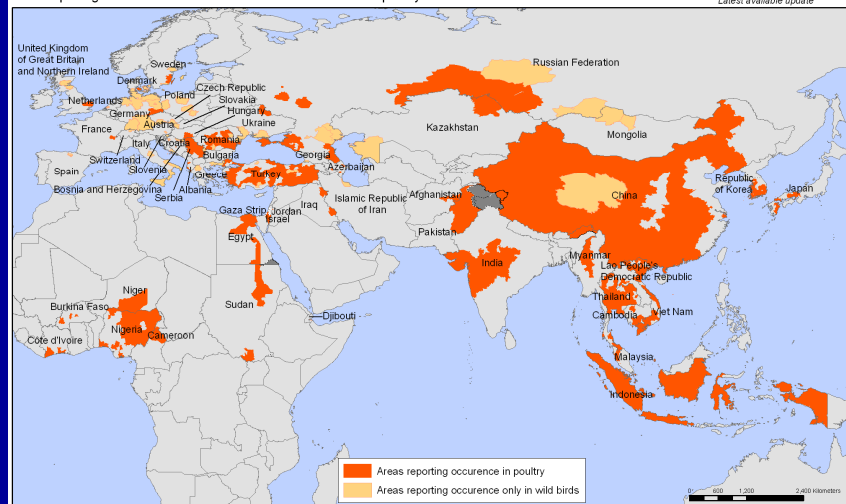 Latest available update
United Kingdom
of Great Britain
and Northern Ireland
Sweden
Russian Federation
Denmark
Czech Republic
Poland
Slovakia
Netherlands
Hungary
Germany
Ukraine
Austria
France
Kazakhstan
Italy
Croatia
Romania
Mongolia
Switzerland
Bulgaria
Georgia
Slovenia
Azerbaijan
Spain
Greece
Turkey
Republic
of Korea
Japan
Bosnia and Herzegovina
Albania
Serbia
Afghanistan
China
Islamic Republic
of Iran
Iraq
Gaza Strip
Jordan
Israel
Pakistan
Egypt
Myanmar
India
Lao People's
Democratic Republic
Niger
Thailand
Burkina Faso
Sudan
Djibouti
Cambodia
Viet Nam
Nigeria
Cameroon
Côte d'Ivoire
Malaysia
Indonesia
Areas reporting occurence in poultry
Areas reporting occurence only in wild birds
0 600 1,200 2,400 Kilometers